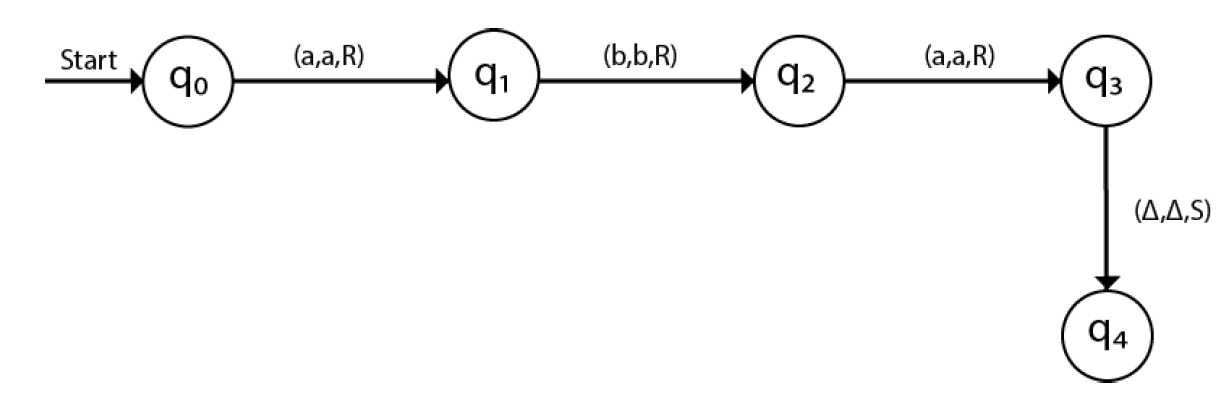 Start
q₀
(a,a,R)
q₁
(b,b,R)
q₂
(a,a,R)
q₃
(Δ,Δ,S)
q₄